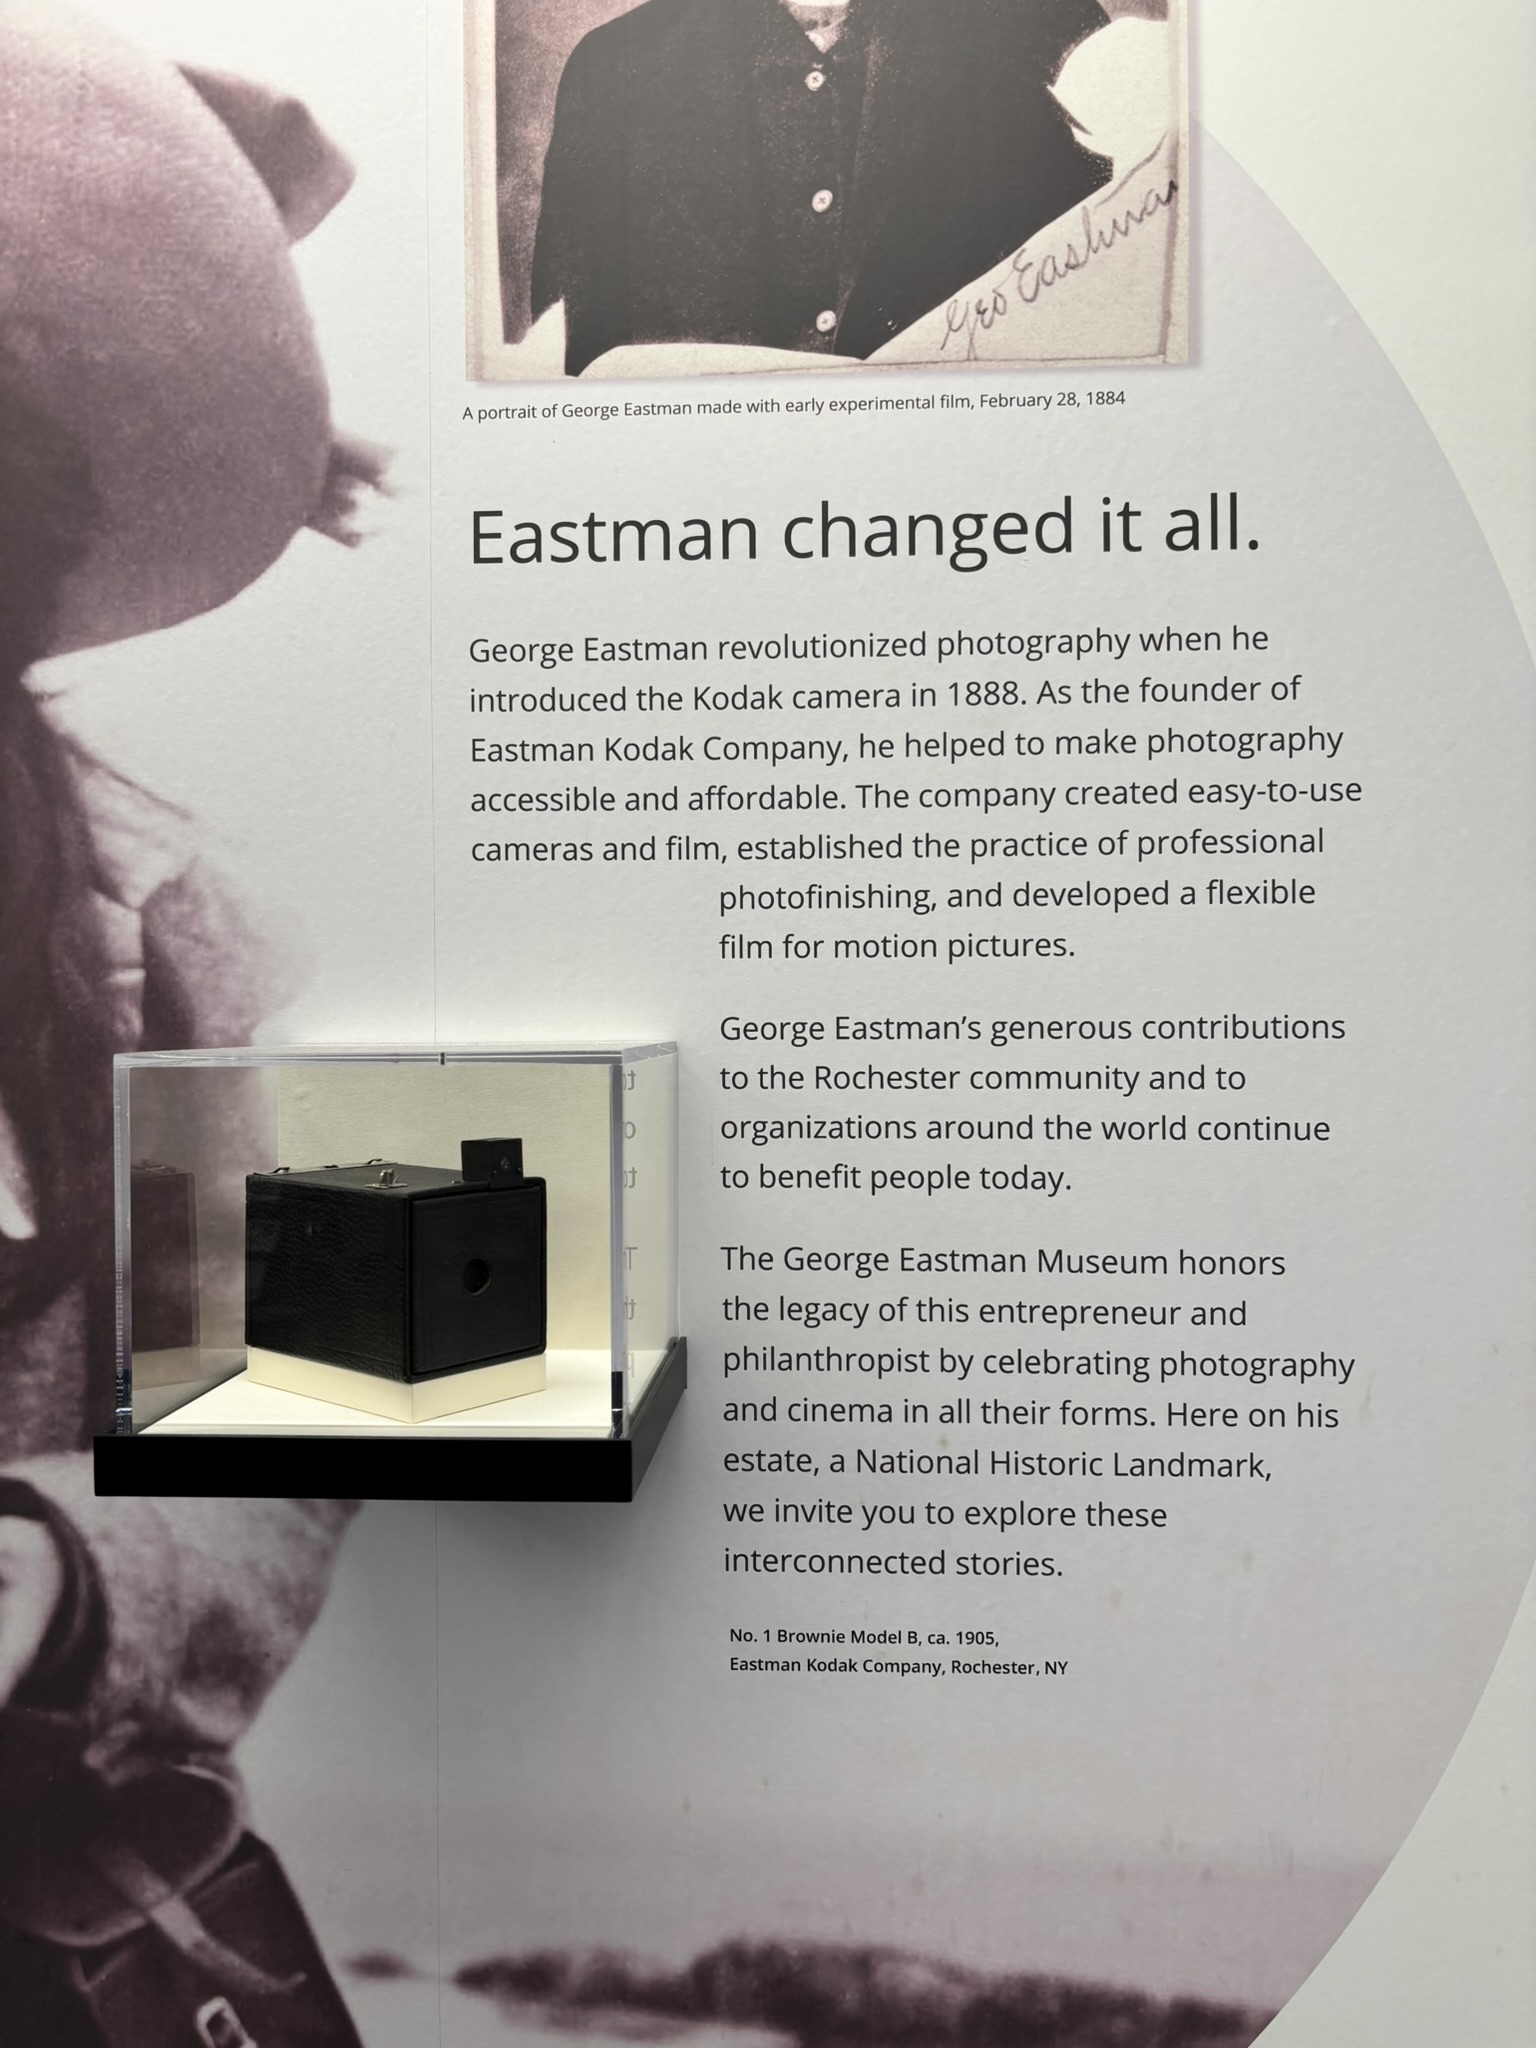 Geo Eastman
A portrait of George Eastman made with early experimental film, February 28, 1884
Eastman changed it all.
George Eastman revolutionized photography when he
introduced the Kodak camera in 1888. As the founder of
Eastman Kodak Company, he helped to make photography
accessible and affordable. The company created easy-to-use
cameras and film, established the practice of professional
photofinishing, and developed a flexible
film for motion pictures.
George Eastman’s generous contributions
to the Rochester community and to
organizations around the world continue
to benefit people today.
The George Eastman Museum honors
the legacy of this entrepreneur and
philanthropist by celebrating photography
and cinema in all their forms. Here on his
estate, a National Historic Landmark,
we invite you to explore these
interconnected stories.
No. 1 Brownie Model B, ca. 1905,
Eastman Kodak Company, Rochester, NY